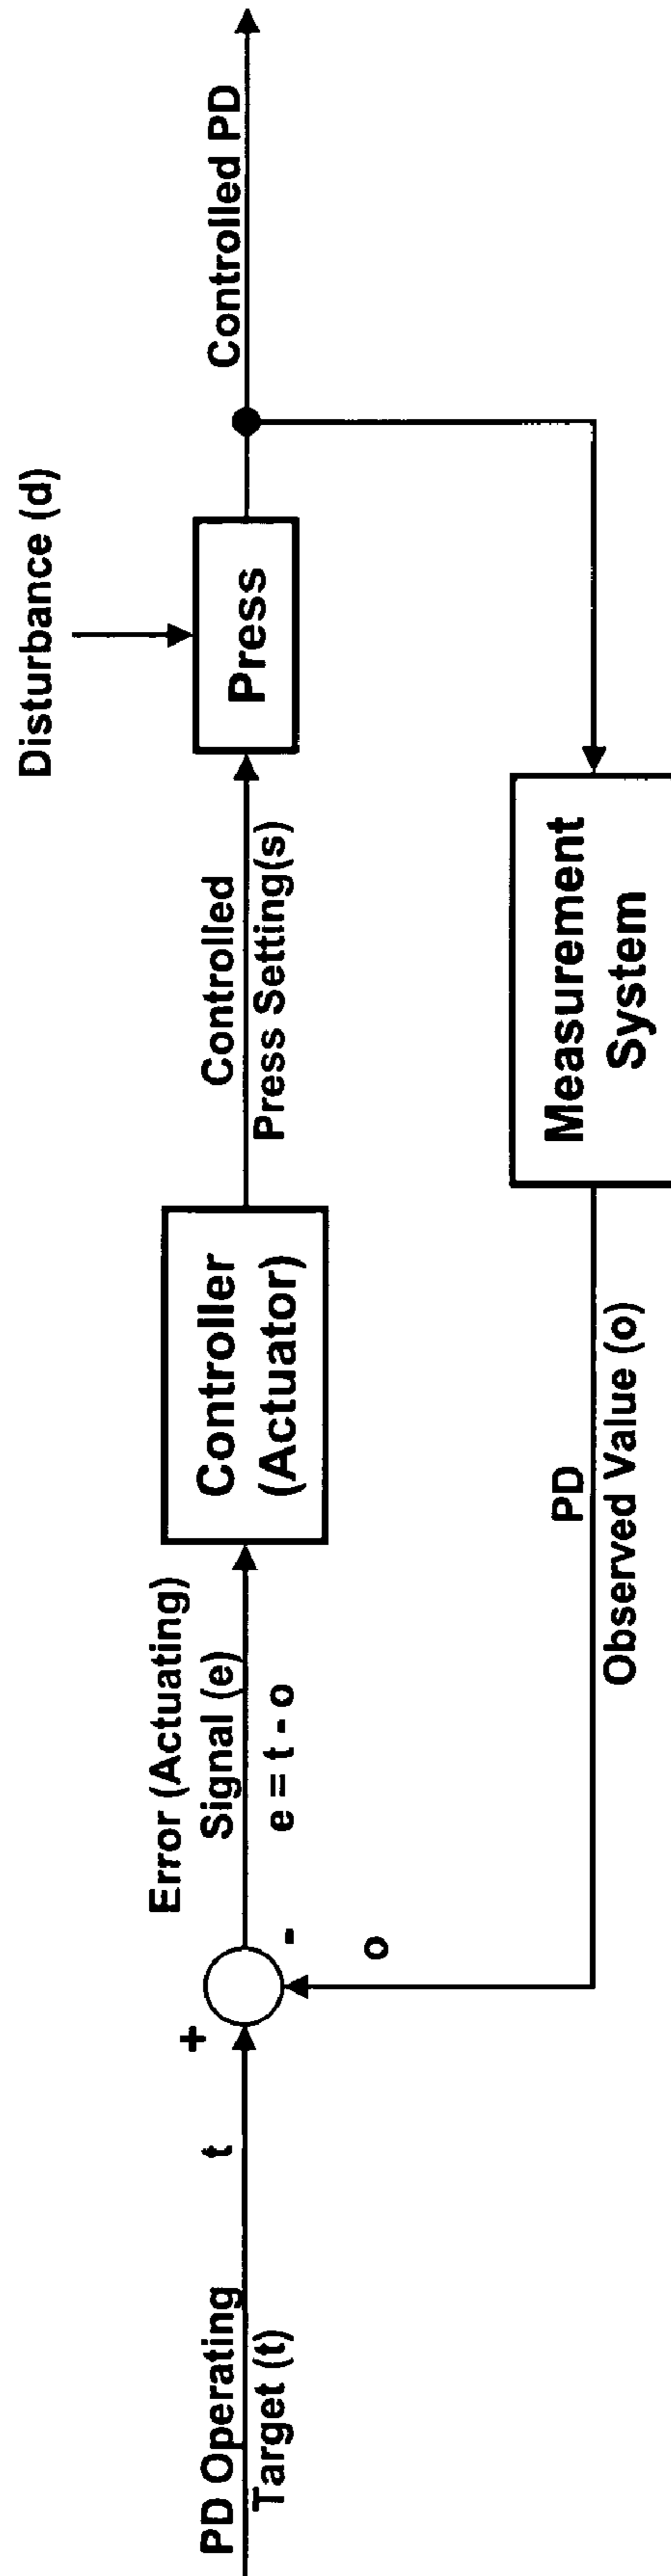 PD Operating
Target (t)
t
+
-
o
Error (Actuating)
Signal (e)
e = t - o
Controller
(Actuator)
Controlled
Press Setting(s)
Disturbance (d)
Press
Controlled PD
Measurement
System
PD
Observed Value (o)